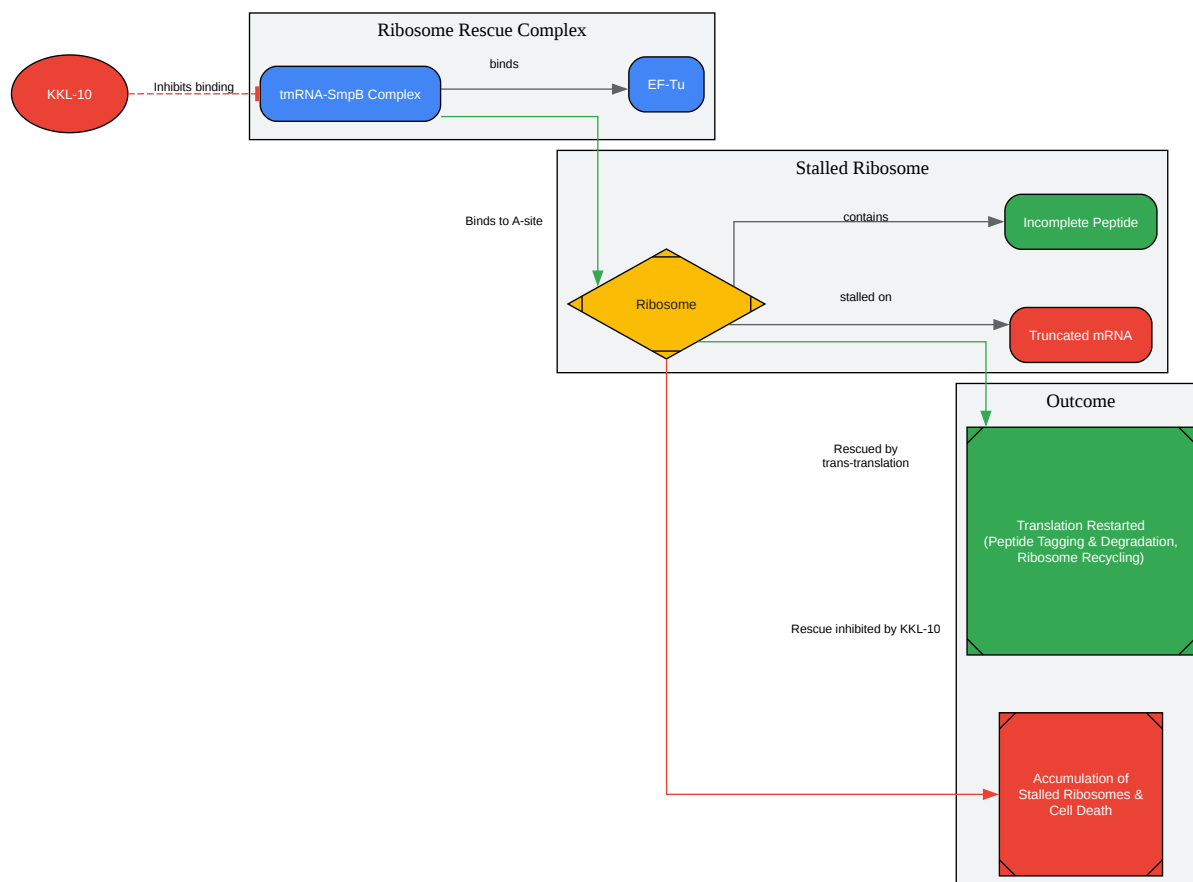 Ribosome Rescue Complex
KKL-10
Inhibits binding
tmRNA-SmpB Complex
binds
EF-Tu
Stalled Ribosome
Binds to A-site
contains
Incomplete Peptide
Ribosome
stalled on
Truncated mRNA
Outcome
Rescued by
trans-translation
Translation Restarted
(Peptide Tagging & Degradation,
Ribosome Recycling)
Rescue inhibited by KKL-10
Accumulation of
Stalled Ribosomes &
Cell Death